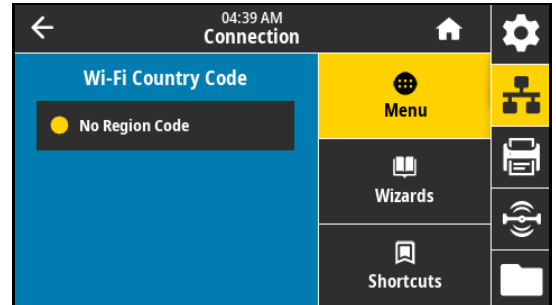 04:39 AM
Connection
Wi-Fi Country Code
No Region Code
Menu
Wizards
Shortcuts